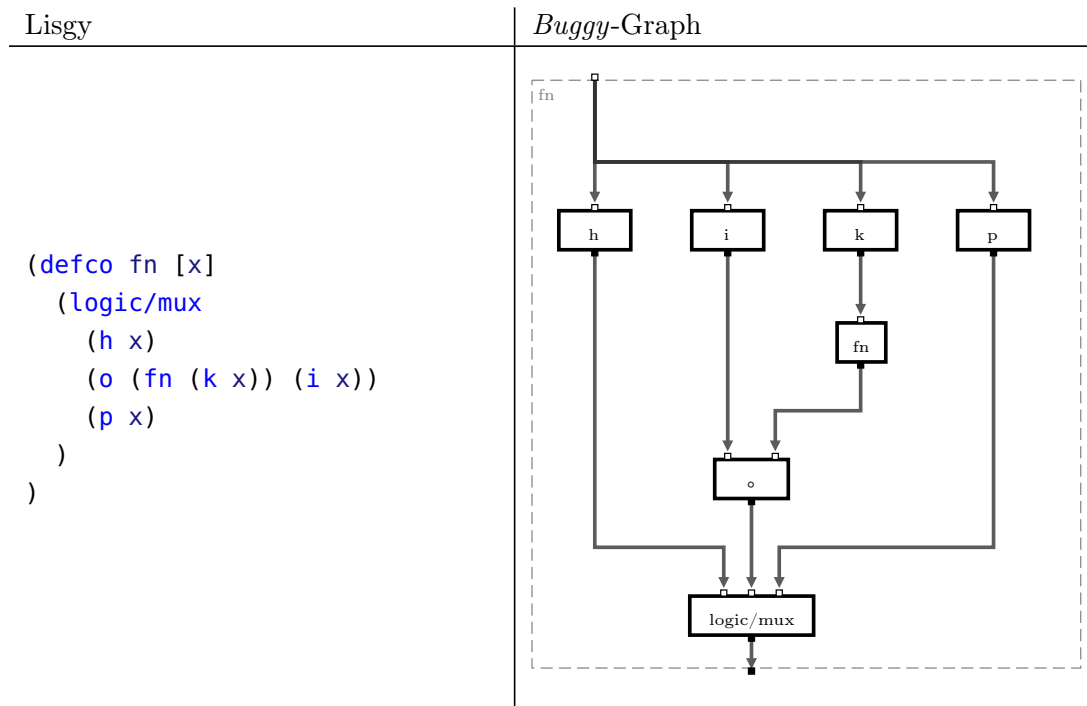 Lisgy
Buggy-Graph
(defco fn [x]
  (logic/mux
    (h x)
    (o (fn (k x)) (i x))
    (p x)
  )
)
fn
h i k p
fn
o
logic/mux